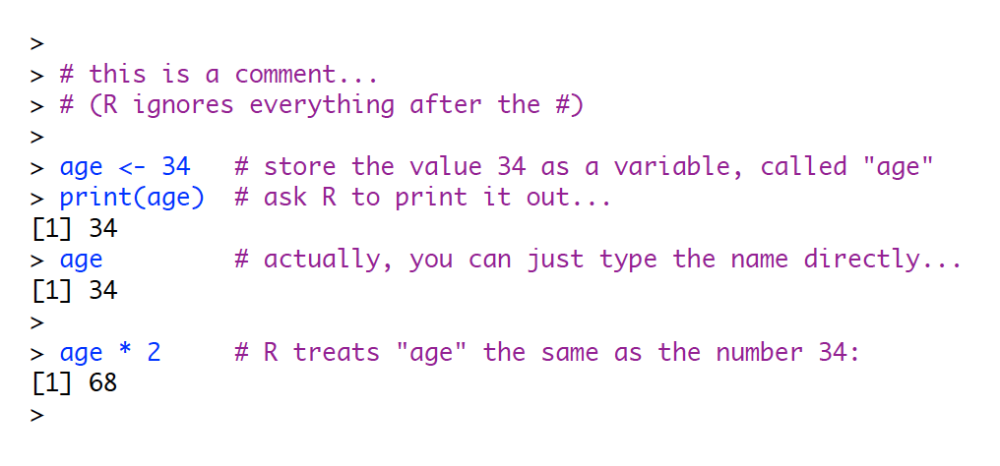 >
> # this is a comment...
> # (R ignores everything after the #)
>
> age <- 34   # store the value 34 as a variable, called "age"
> print(age)  # ask R to print it out...
[1] 34
> age         # actually, you can just type the name directly...
[1] 34
>
> age * 2     # R treats "age" the same as the number 34:
[1] 68
>